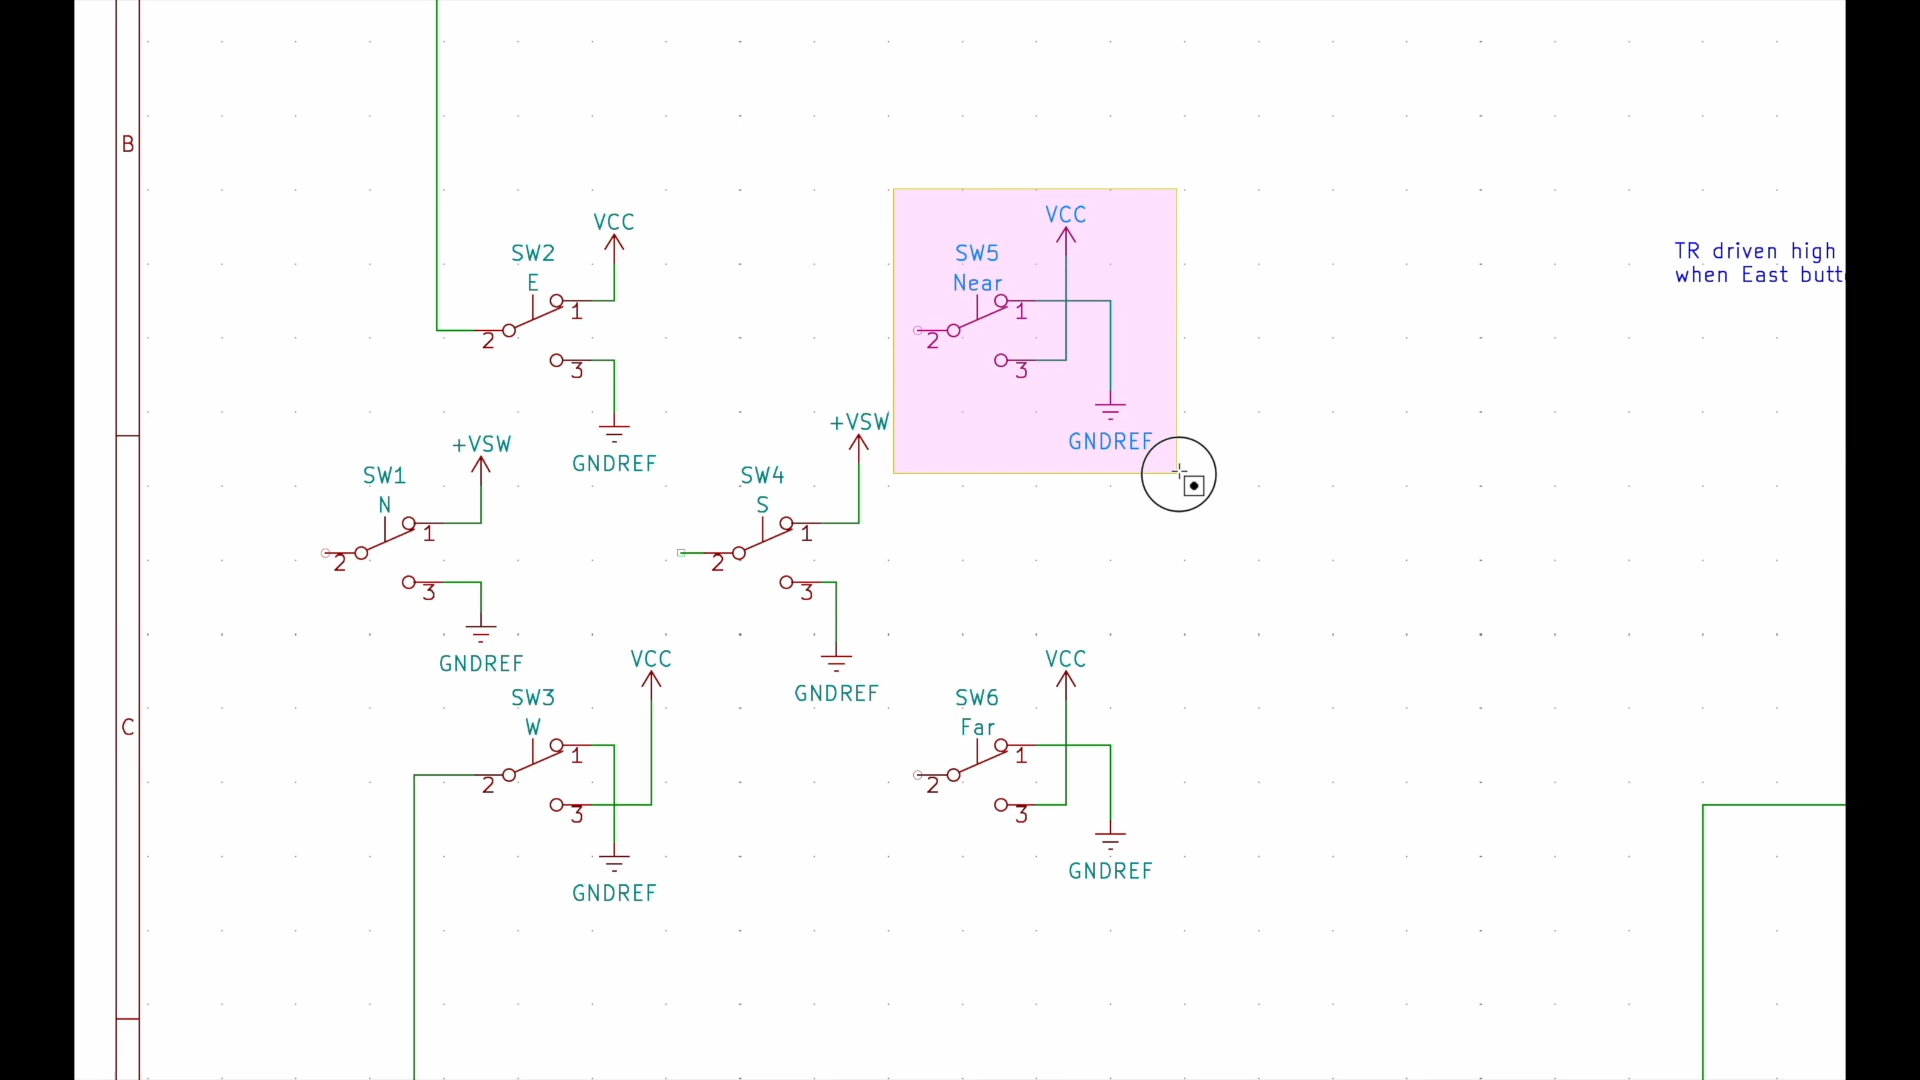 B
VCC
SW2
E
1
2
3
GNDREF
VCC
SW5
Near
1
2
3
GNDREF
TR driven high
when East butt
+VSW
SW1
N
1
2
3
GNDREF
+VSW
SW4
S
1
2
3
GNDREF
C
VCC
SW3
W
1
2
3
GNDREF
VCC
SW6
Far
1
2
3
GNDREF